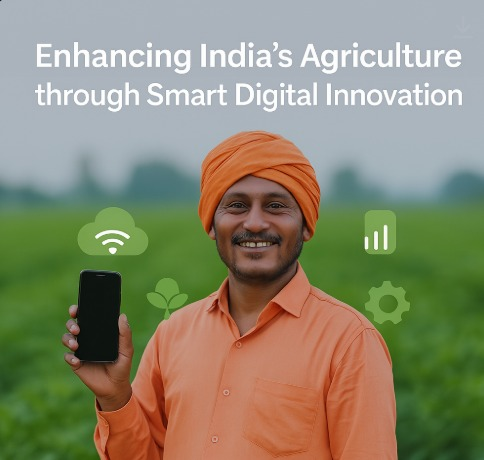 Enhancing India's Agriculture
through Smart Digital Innovation